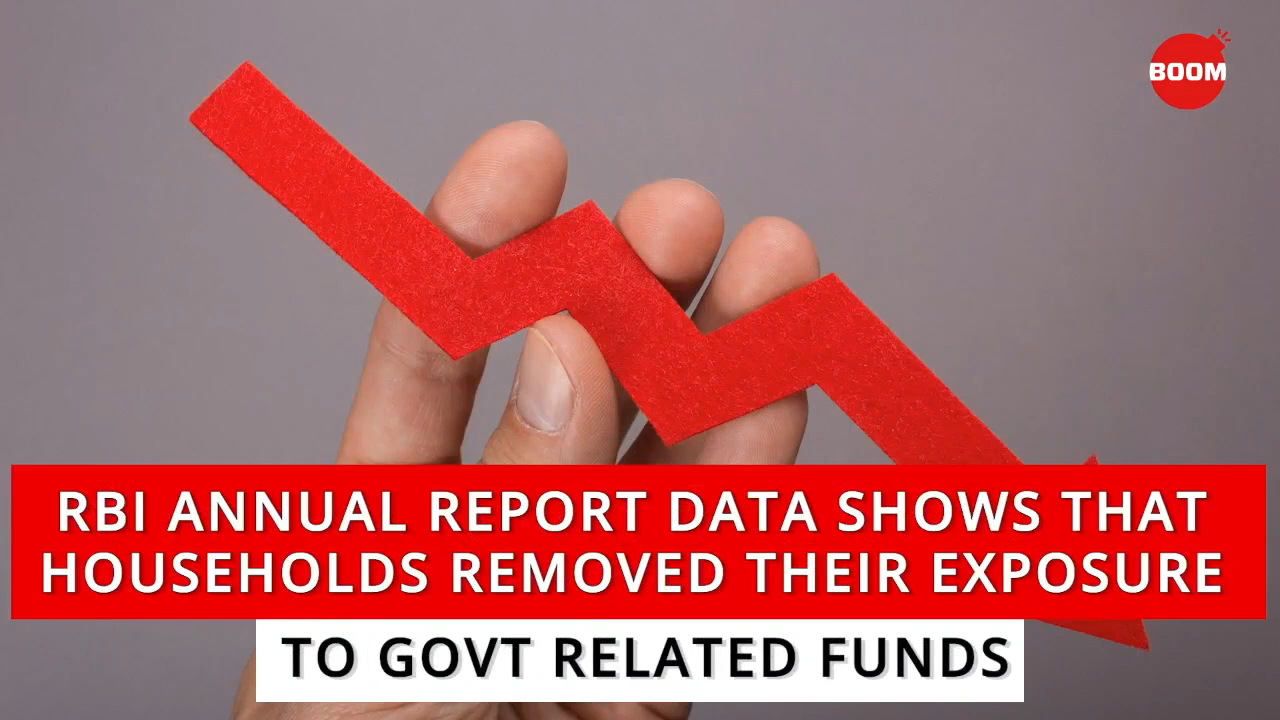 BOOM
RBI ANNUAL REPORT DATA SHOWS THAT
HOUSEHOLDS REMOVED THEIR EXPOSURE
TO GOVT RELATED FUNDS